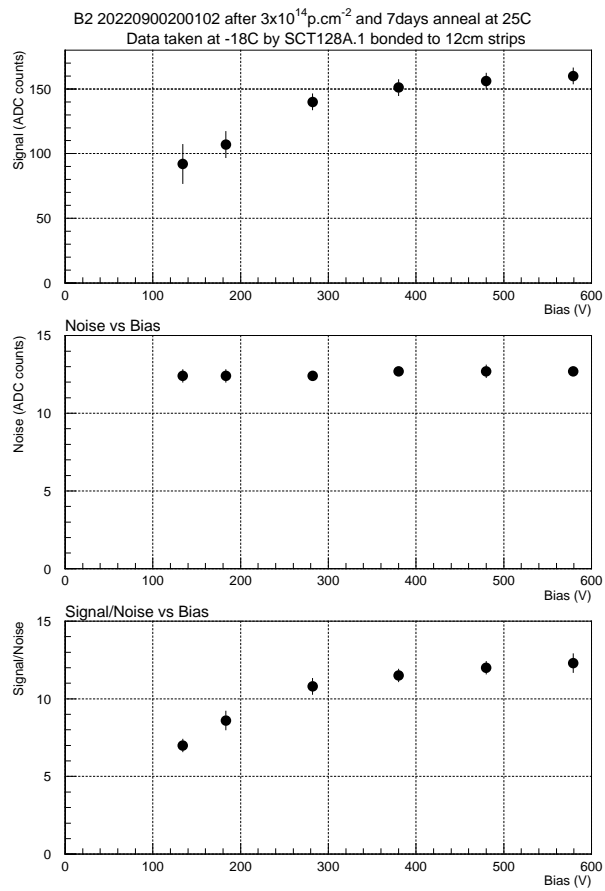 B2 20220900200102 after 3x10^14p.cm^-2 and 7days anneal at 25C
Data taken at -18C by SCT128A.1 bonded to 12cm strips
Signal (ADC counts)
150
100
50
0
0 100 200 300 400 500 600
Bias (V)
Noise vs Bias
Noise (ADC counts)
15
10
5
0
0 100 200 300 400 500 600
Bias (V)
Signal/Noise vs Bias
Signal/Noise
15
10
5
0
0 100 200 300 400 500 600
Bias (V)